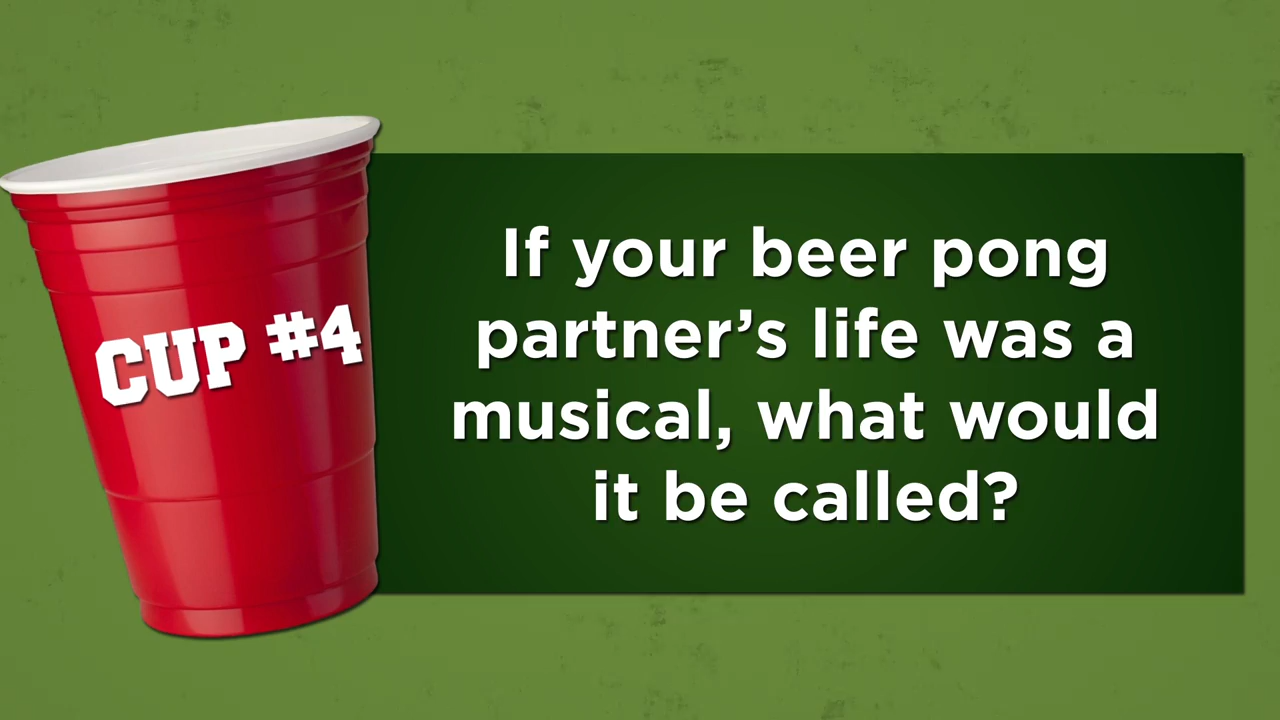 CUP #4
If your beer pong
partner’s life was a
musical, what would
it be called?